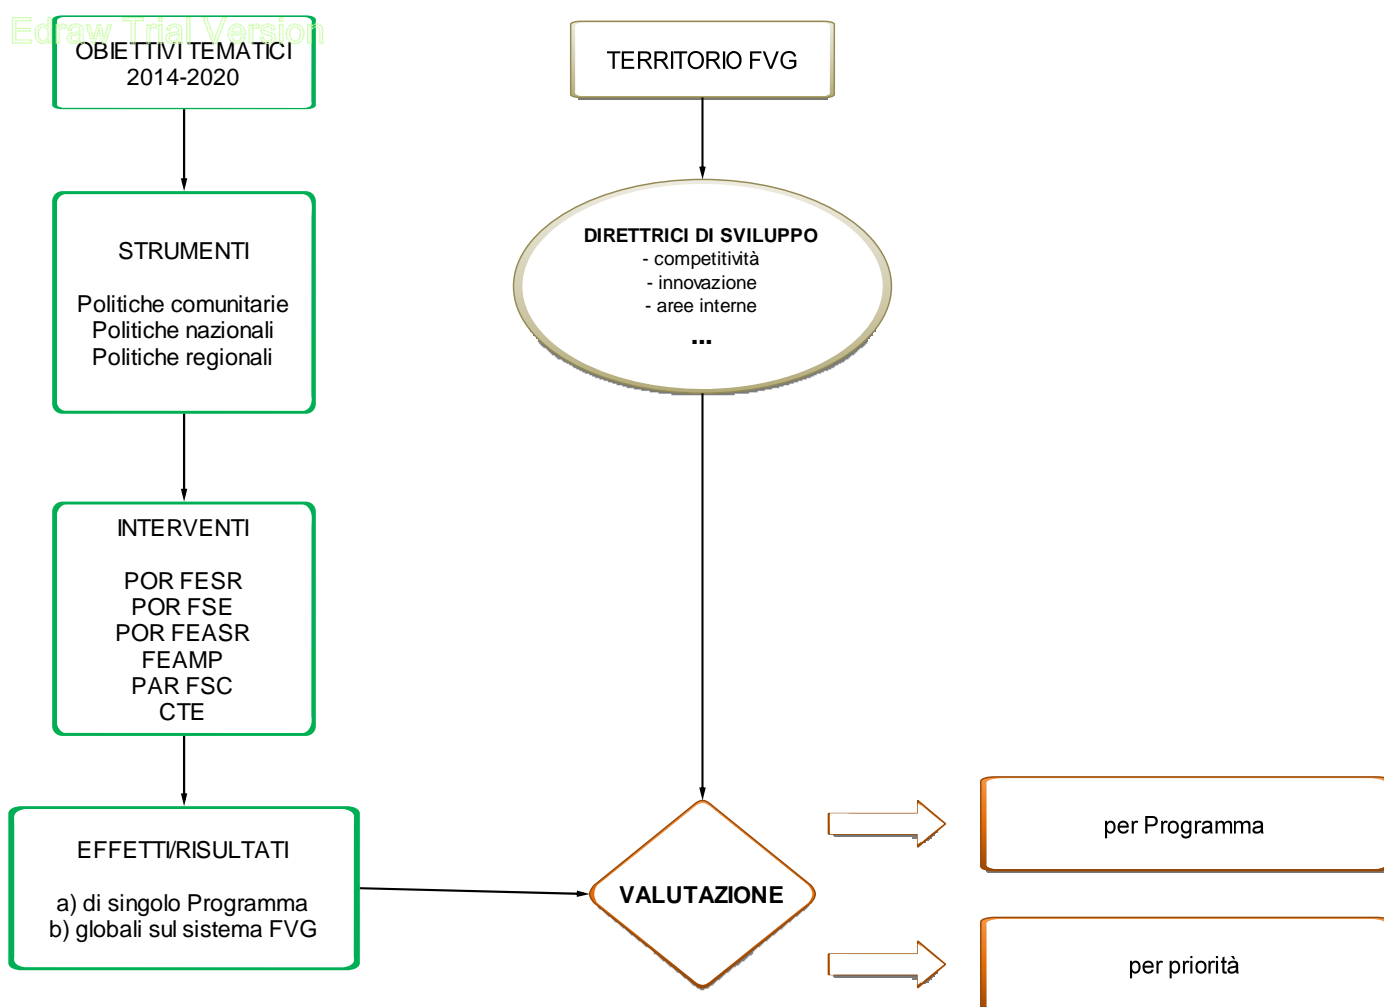 Edraw Trial Version
OBIETTIVI TEMATICI
2014-2020
STRUMENTI
Politiche comunitarie
Politiche nazionali
Politiche regionali
INTERVENTI
POR FESR
POR FSE
POR FEASR
FEAMP
PAR FSC
CTE
EFFETTI/RISULTATI
a) di singolo Programma
b) globali sul sistema FVG
TERRITORIO FVG
DIRETTRICI DI SVILUPPO
- competitività
- innovazione
- aree interne
...
VALUTAZIONE
per Programma
per priorità